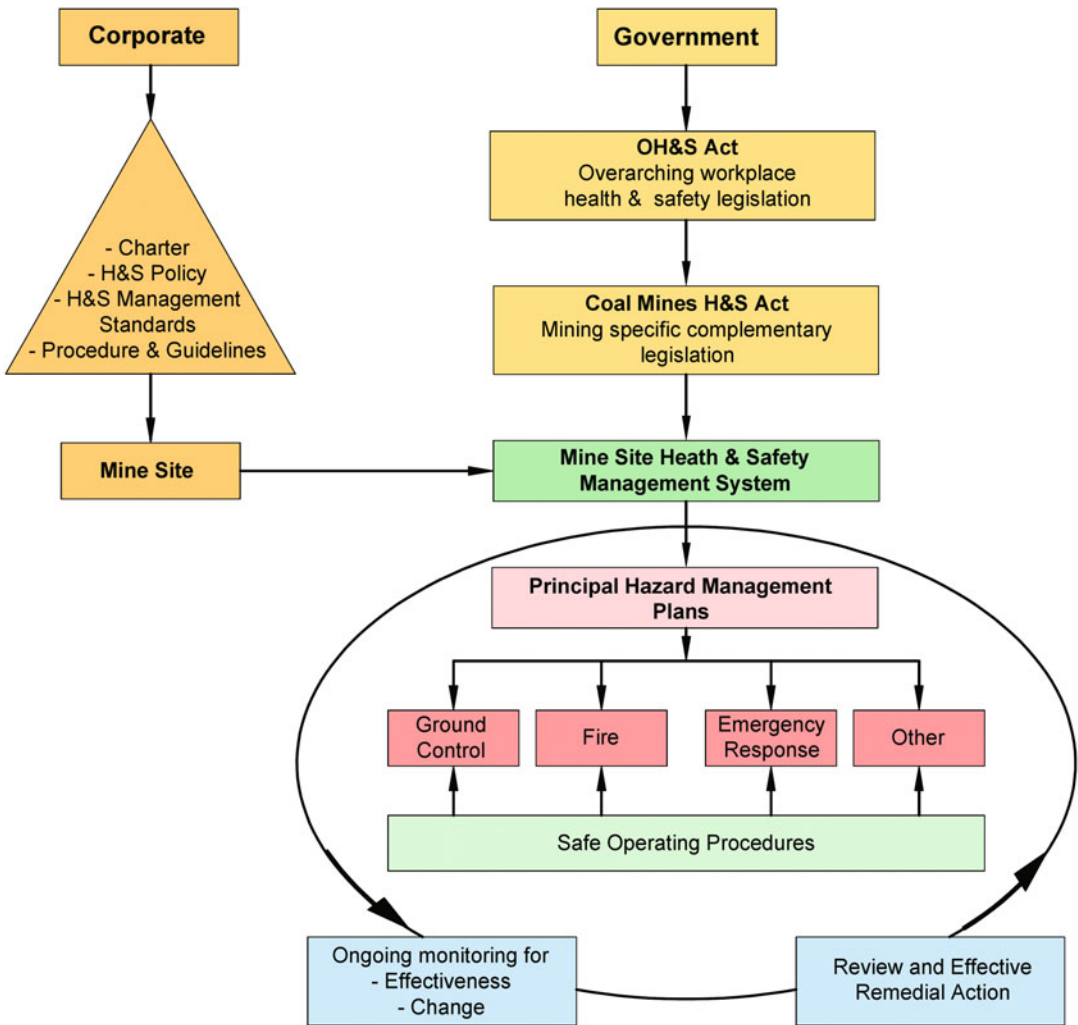 Corporate
Government
OH&S Act
Overarching workplace
health & safety legislation
- Charter
- H&S Policy
- H&S Management
Standards
- Procedure & Guidelines
Coal Mines H&S Act
Mining specific complementary
legislation
Mine Site
Mine Site Heath & Safety
Management System
Principal Hazard Management
Plans
Ground
Control
Fire
Emergency
Response
Other
Safe Operating Procedures
Ongoing monitoring for
- Effectiveness
- Change
Review and Effective
Remedial Action